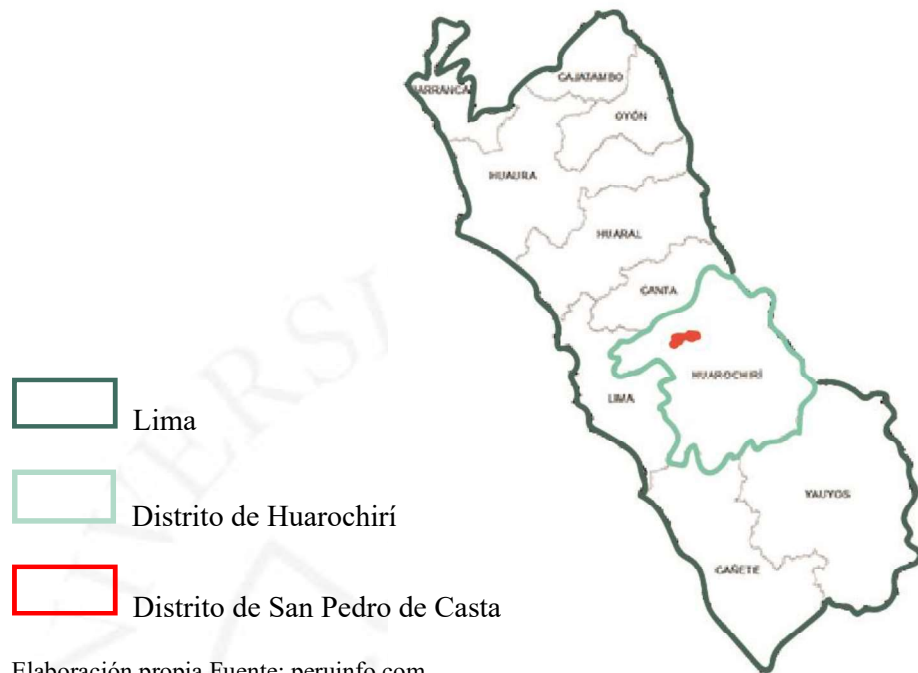 BARRANCA
CAJATAMBO
OYÓN
HUAURA
HUARAL
CANTA
HUAROCHIRÍ
LIMA
YAUYOS
CAÑETE
Lima
Distrito de Huarochirí
Distrito de San Pedro de Casta
Elaboración propia Fuente: peruinfo.com